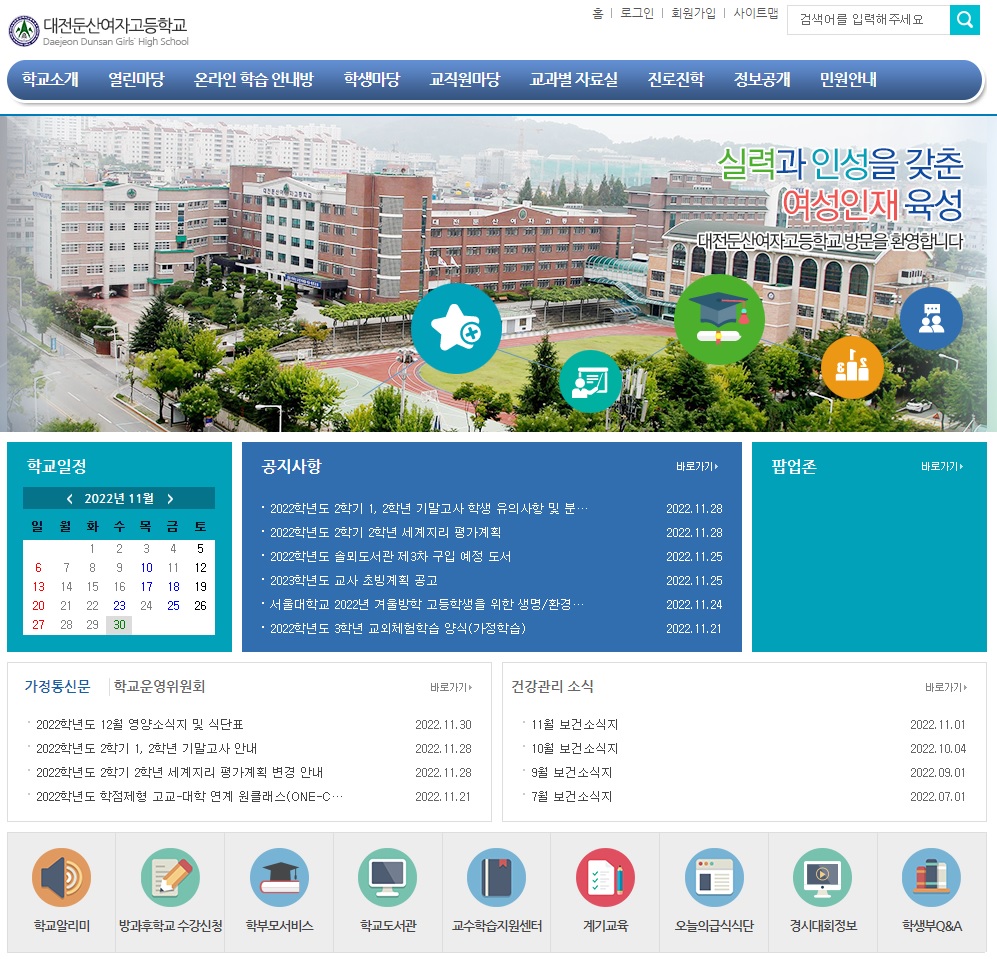 대전둔산여자고등학교
Daejeon Dunsan Girls' High School
홈 | 로그인 | 회원가입 | 사이트맵
검색어를 입력해주세요
학교소개 열린마당 온라인 학습 안내방 학생마당 교직원마당 교과별 자료실 진로진학 정보공개 민원안내
실력과 인성을 갖춘
여성인재 육성
대전둔산여자고등학교 방문을 환영합니다
대전둔산여자고등학교
학교일정
2022년 11월
일 월 화 수 목 금 토
1 2 3 4 5
6 7 8 9 10 11 12
13 14 15 16 17 18 19
20 21 22 23 24 25 26
27 28 29 30
공지사항 바로가기
2022학년도 2학기 1, 2학년 기말고사 학생 유의사항 및 분… 2022.11.28
2022학년도 2학기 2학년 세계지리 평가계획 2022.11.28
2022학년도 솔뫼도서관 제3차 구입 예정 도서 2022.11.25
2023학년도 교사 초빙계획 공고 2022.11.25
서울대학교 2022년 겨울방학 고등학생을 위한 생명/환경… 2022.11.24
2022학년도 3학년 교외체험학습 양식(가정학습) 2022.11.21
팝업존 바로가기
가정통신문 학교운영위원회 바로가기
2022학년도 12월 영양소식지 및 식단표 2022.11.30
2022학년도 2학기 1, 2학년 기말고사 안내 2022.11.28
2022학년도 2학기 2학년 세계지리 평가계획 변경 안내 2022.11.28
2022학년도 학점제형 고교-대학 연계 원클래스(ONE-C… 2022.11.21
건강관리 소식 바로가기
11월 보건소식지 2022.11.01
10월 보건소식지 2022.10.04
9월 보건소식지 2022.09.01
7월 보건소식지 2022.07.01
학교알리미 방과후학교 수강신청 학부모서비스 학교도서관 교수학습지원센터 계기교육 오늘의급식식단 경시대회정보 학생부Q&A